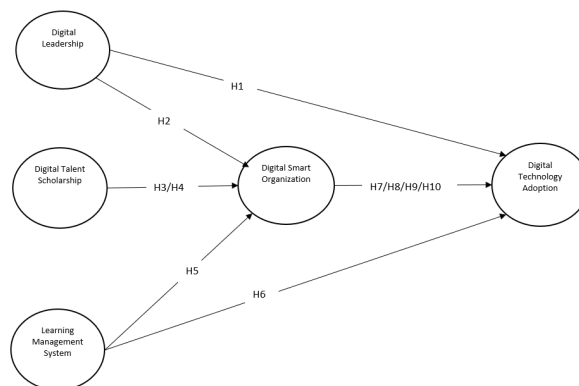 Digital
Leadership
H1
H2
Digital Talent
Scholarship
H3/H4
Digital Smart
Organization
H7/H8/H9/H10
Digital
Technology
Adoption
H5
H6
Learning
Management
System